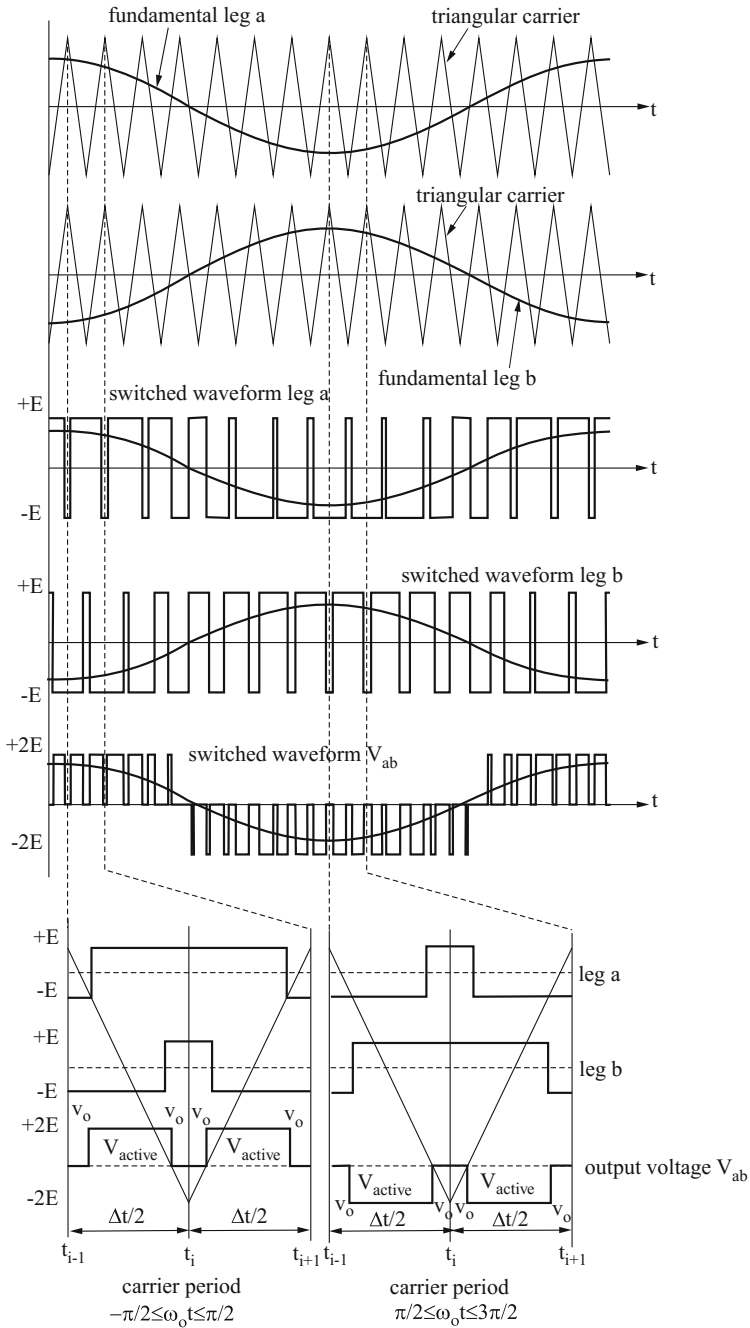 fundamental leg a
triangular carrier
t
triangular carrier
t
fundamental leg b
switched waveform leg a
+E
t
-E
+E
switched waveform leg b
t
-E
+2E
switched waveform V_ab
t
-2E
+E
leg a
-E
+E
leg b
-E
v_o v_o v_o v_o
+2E
V_active V_active
output voltage V_ab
V_active V_active
-2E
v_o v_o v_o v_o
Δt/2 Δt/2 Δt/2 Δt/2
t_i-1 t_i t_i+1 t_i-1 t_i t_i+1
carrier period carrier period
−π/2≤ω_o t≤π/2 π/2≤ω_o t≤3π/2